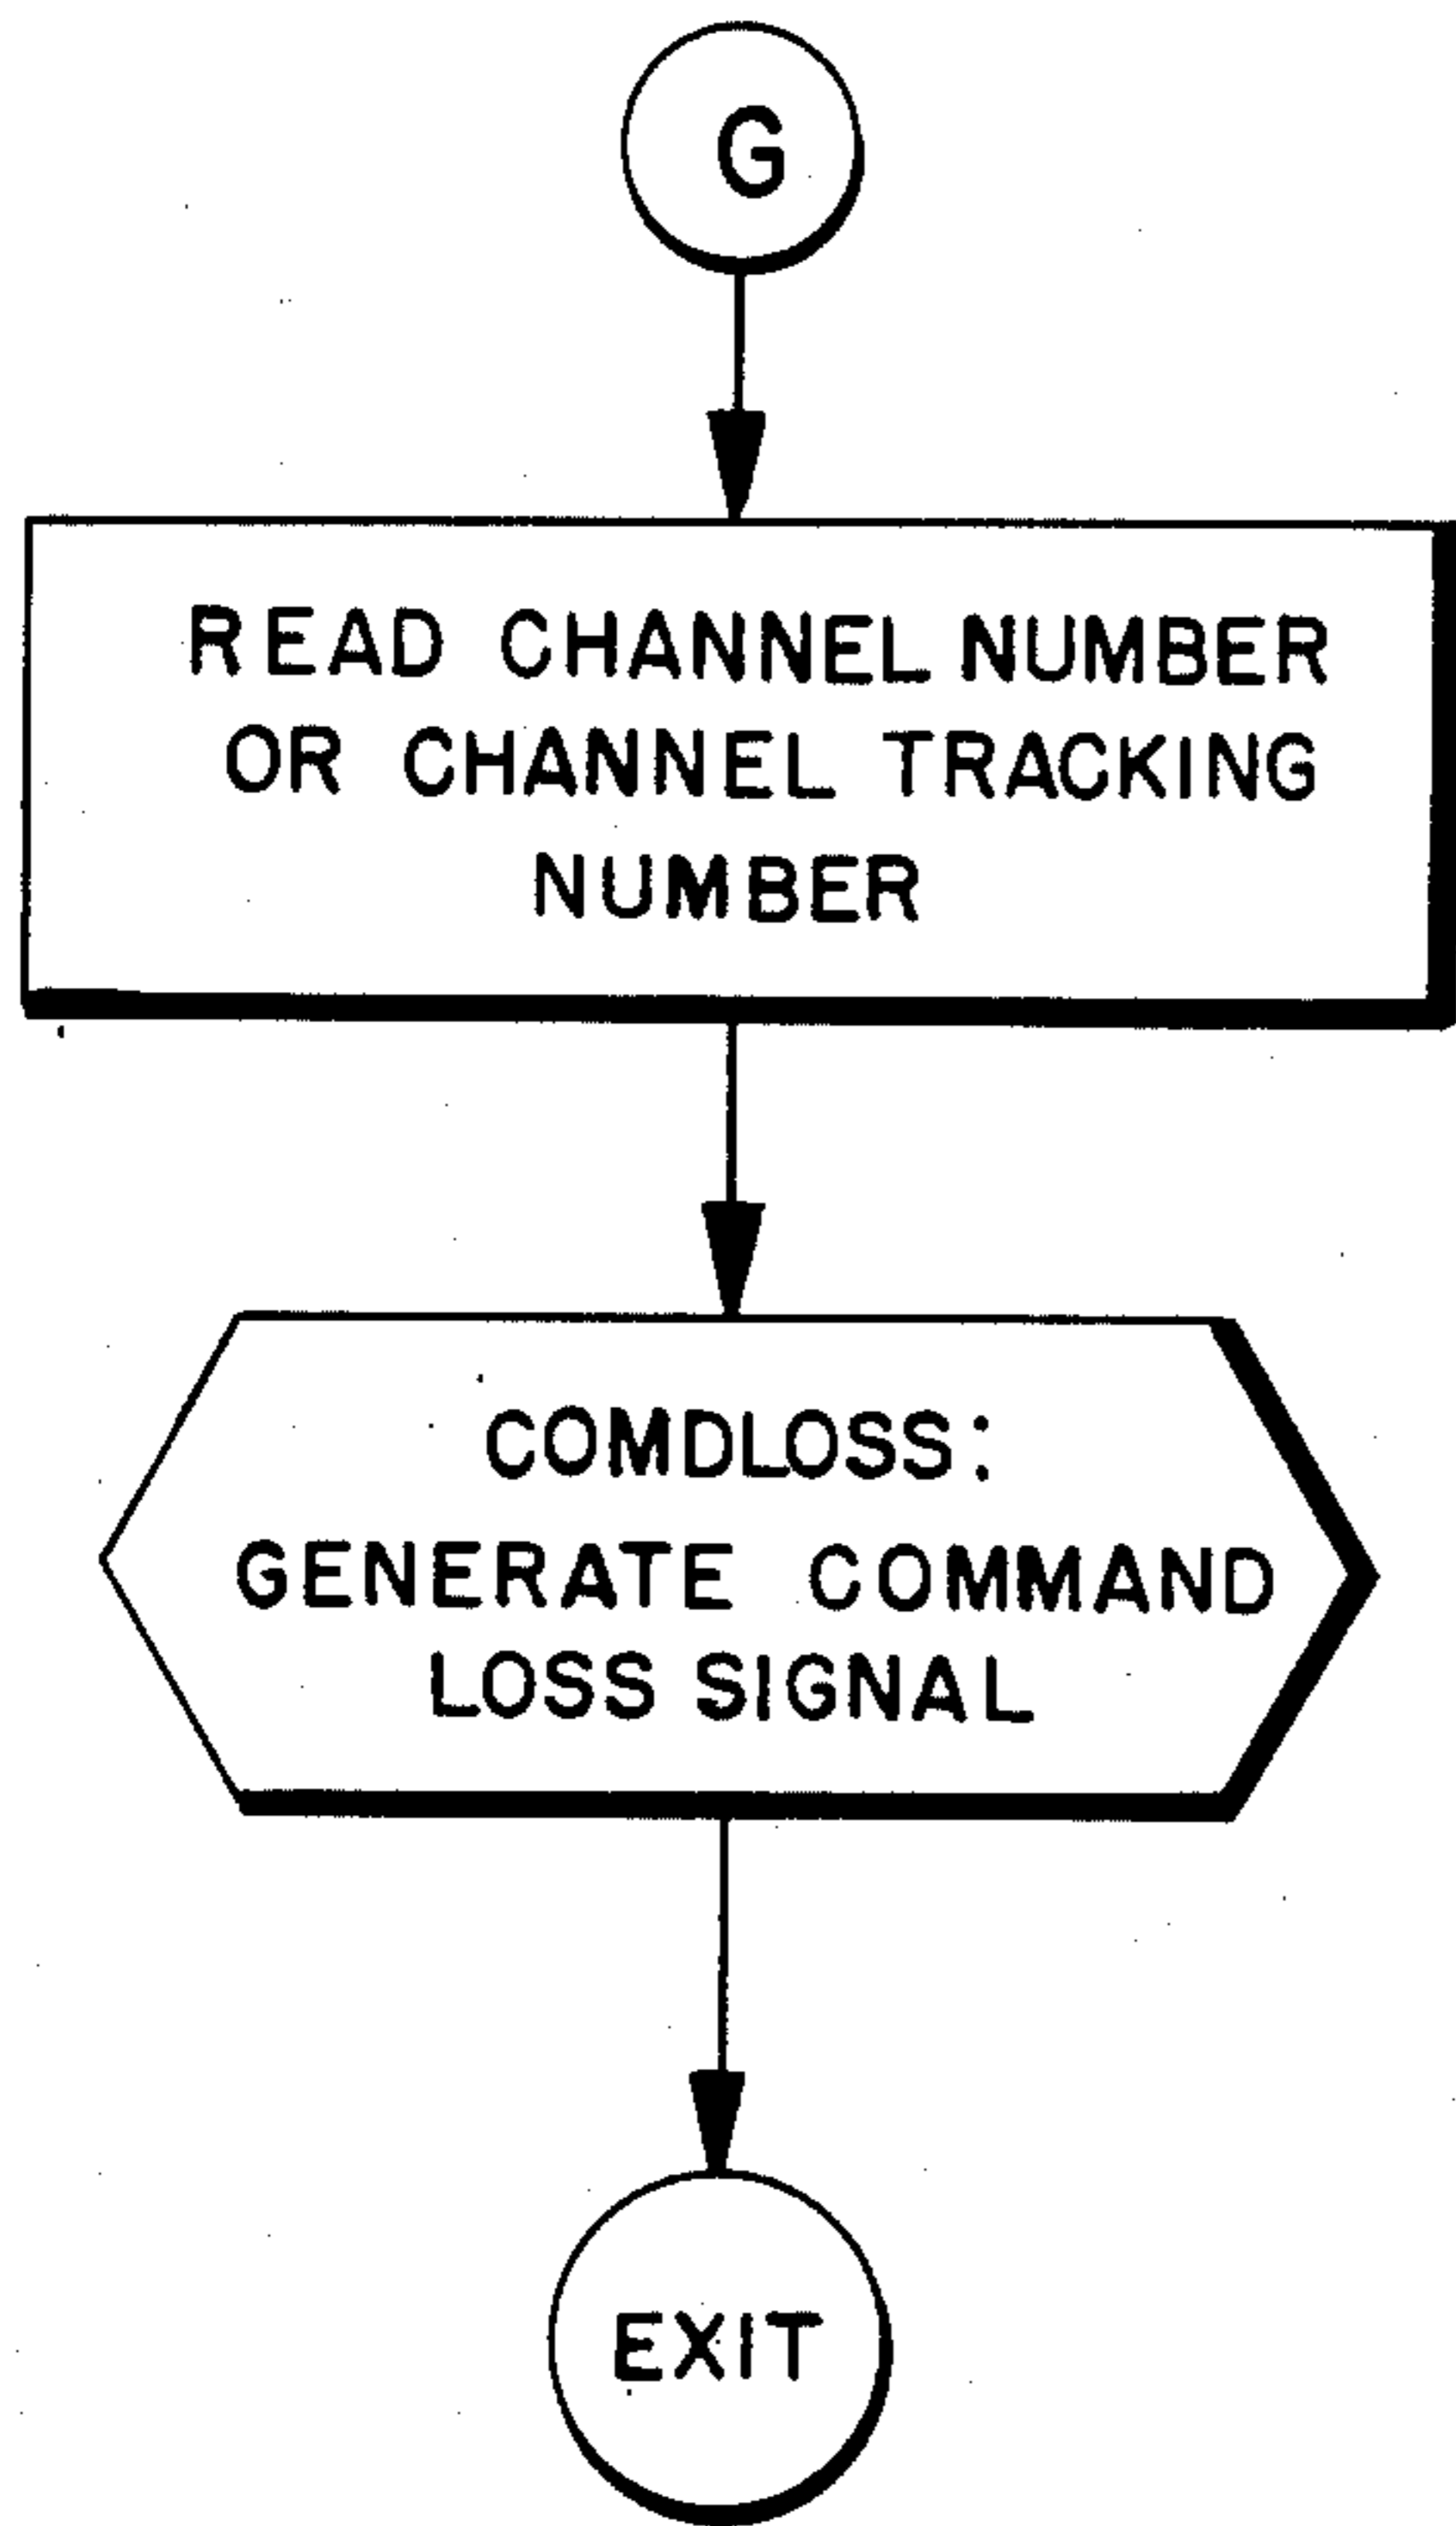 G
READ CHANNEL NUMBER
OR CHANNEL TRACKING
NUMBER
COMDLOSS:
GENERATE COMMAND
LOSS SIGNAL
EXIT